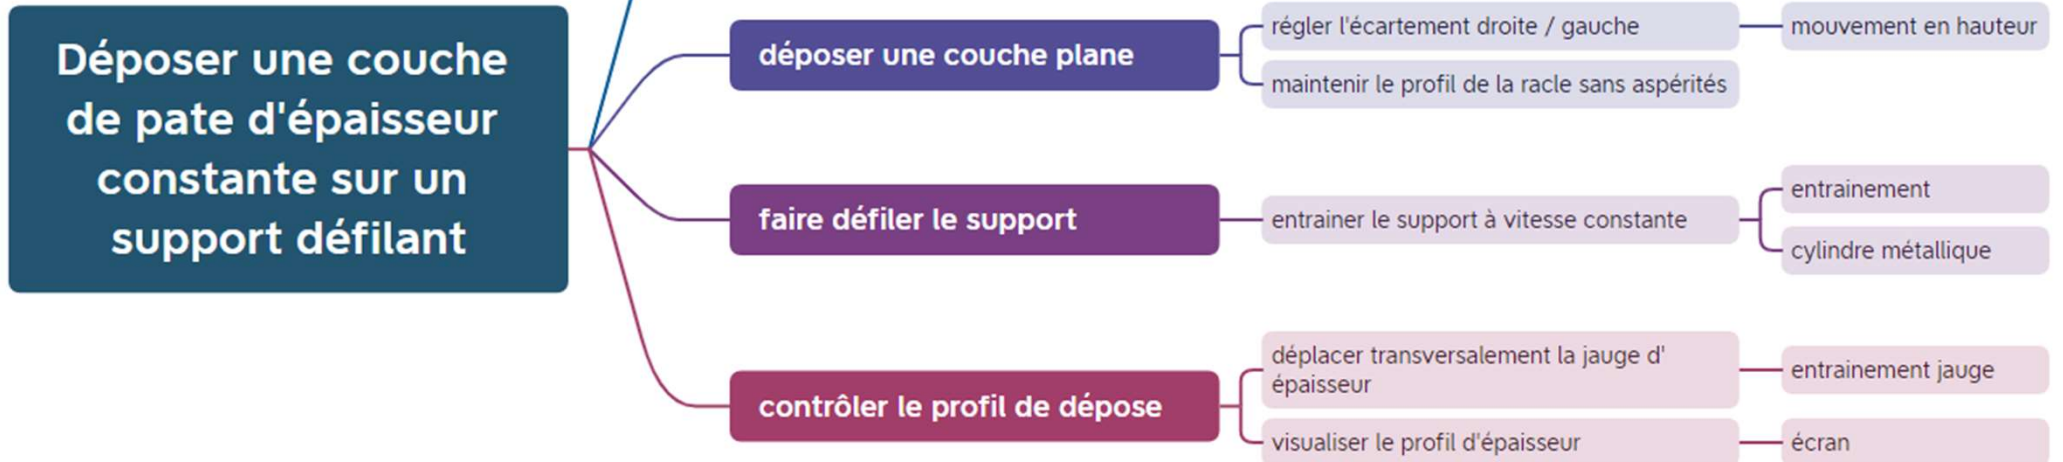 Déposer une couche
de pate d'épaisseur
constante sur un
support défilant
déposer une couche plane
régler l'écartement droite / gauche
mouvement en hauteur
maintenir le profil de la racle sans aspérités
faire défiler le support
entrainer le support à vitesse constante
entrainement
cylindre métallique
contrôler le profil de dépose
déplacer transversalement la jauge d'
épaisseur
entrainement jauge
visualiser le profil d'épaisseur
écran